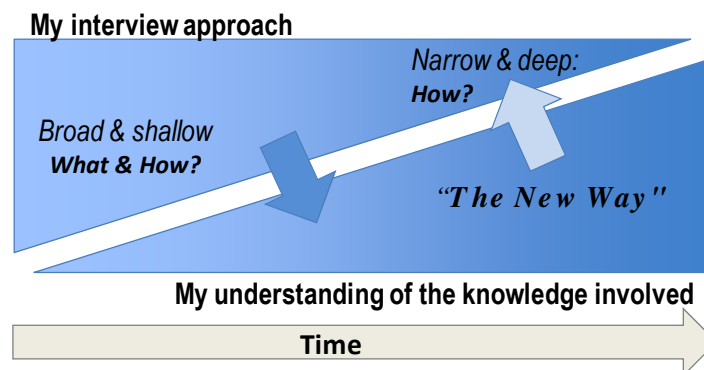 My interview approach
Narrow & deep:
How?
Broad & shallow
What & How?
“The New Way"
My understanding of the knowledge involved
Time